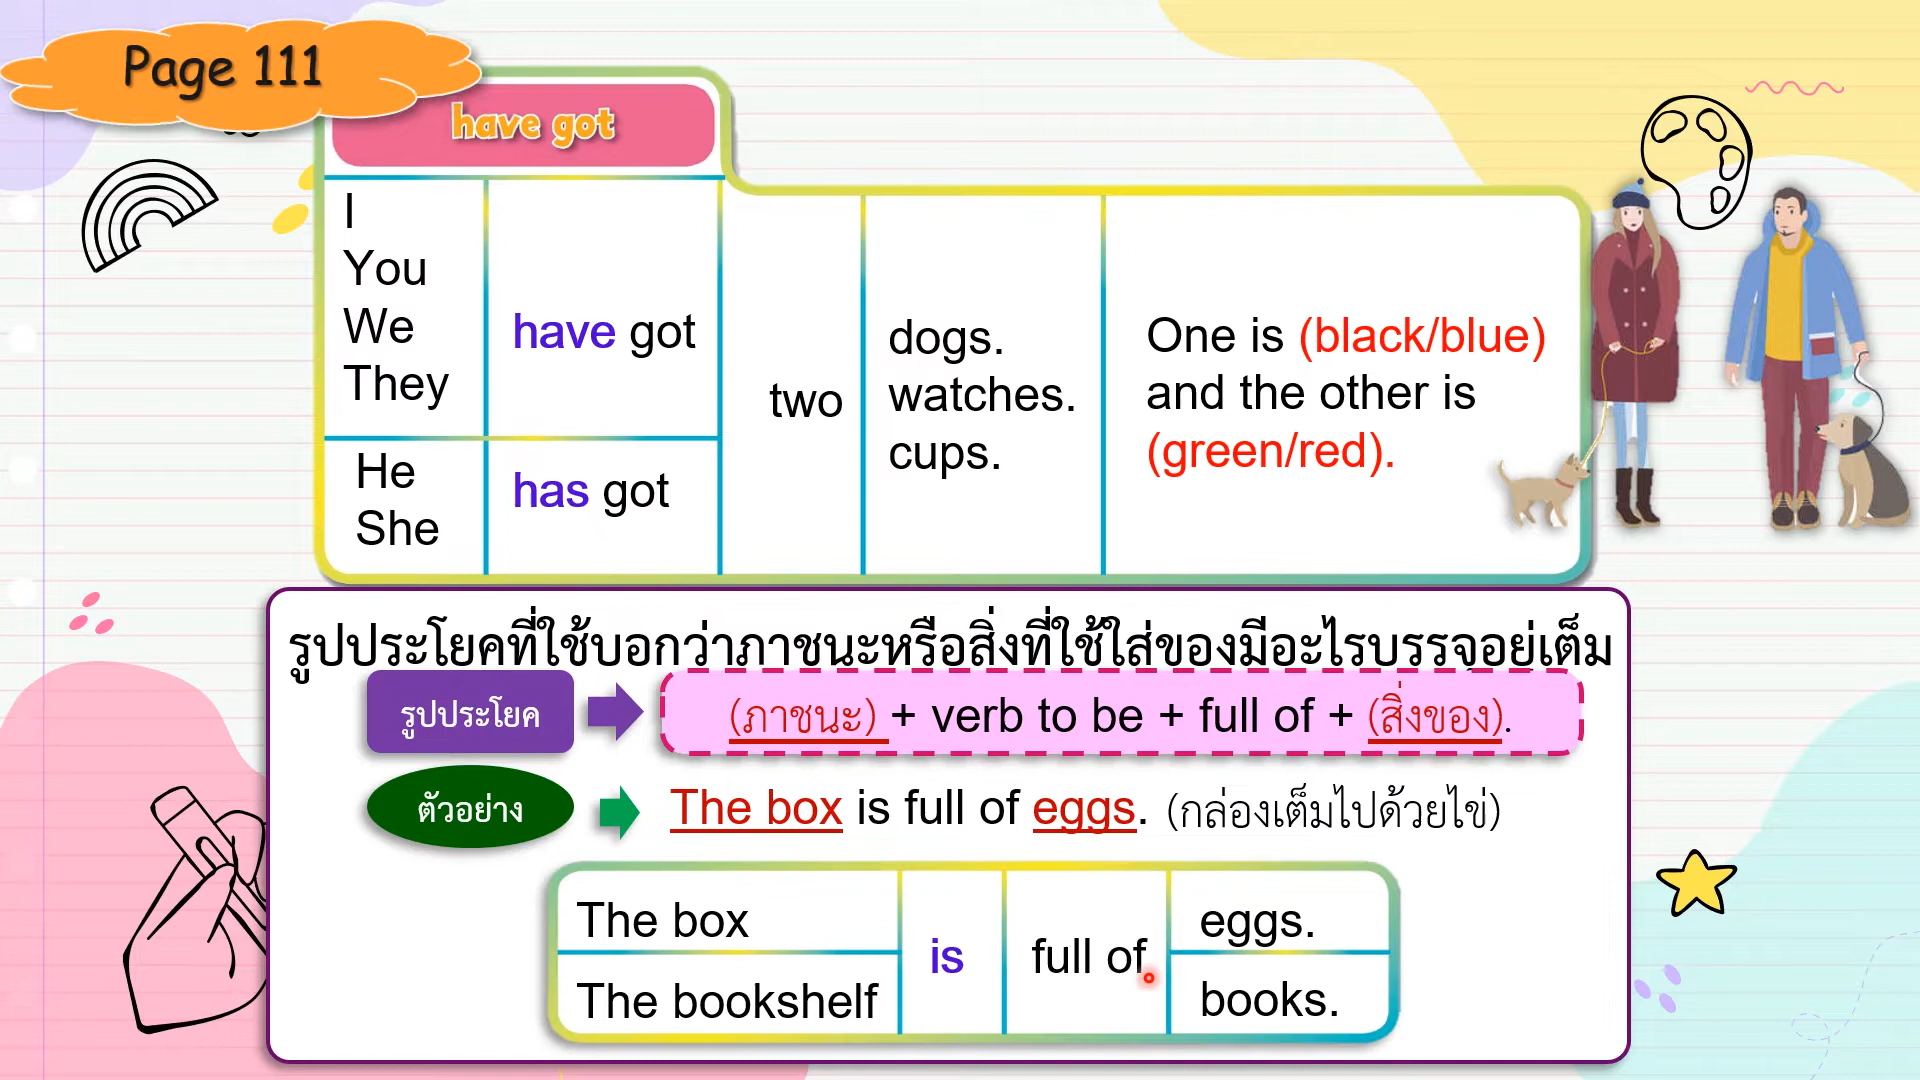 Page 111
have got
I
You
We
They
have got
He
She
has got
two
dogs.
watches.
cups.
One is (black/blue)
and the other is
(green/red).
รูปประโยคที่ใช้บอกว่าภาชนะหรือสิ่งที่ใช้ใส่ของมีอะไรบรรจุอยู่เต็ม
รูปประโยค
(ภาชนะ) + verb to be + full of + (สิ่งของ).
ตัวอย่าง
The box is full of eggs. (กล่องเต็มไปด้วยไข่)
The box
The bookshelf
is
full of
eggs.
books.